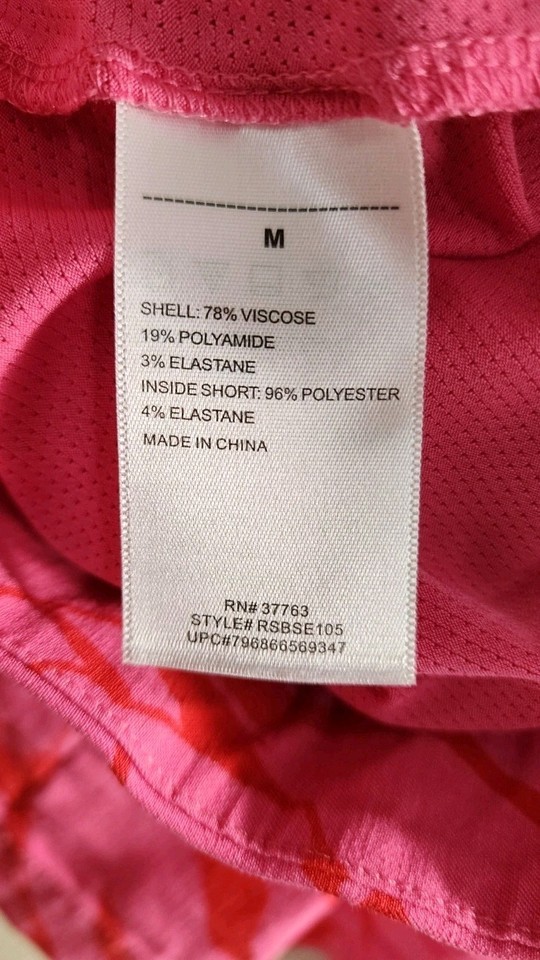 M
SHELL: 78% VISCOSE
19% POLYAMIDE
3% ELASTANE
INSIDE SHORT: 96% POLYESTER
4% ELASTANE
MADE IN CHINA
RN# 37763
STYLE# RSBSE105
UPC#796866569347